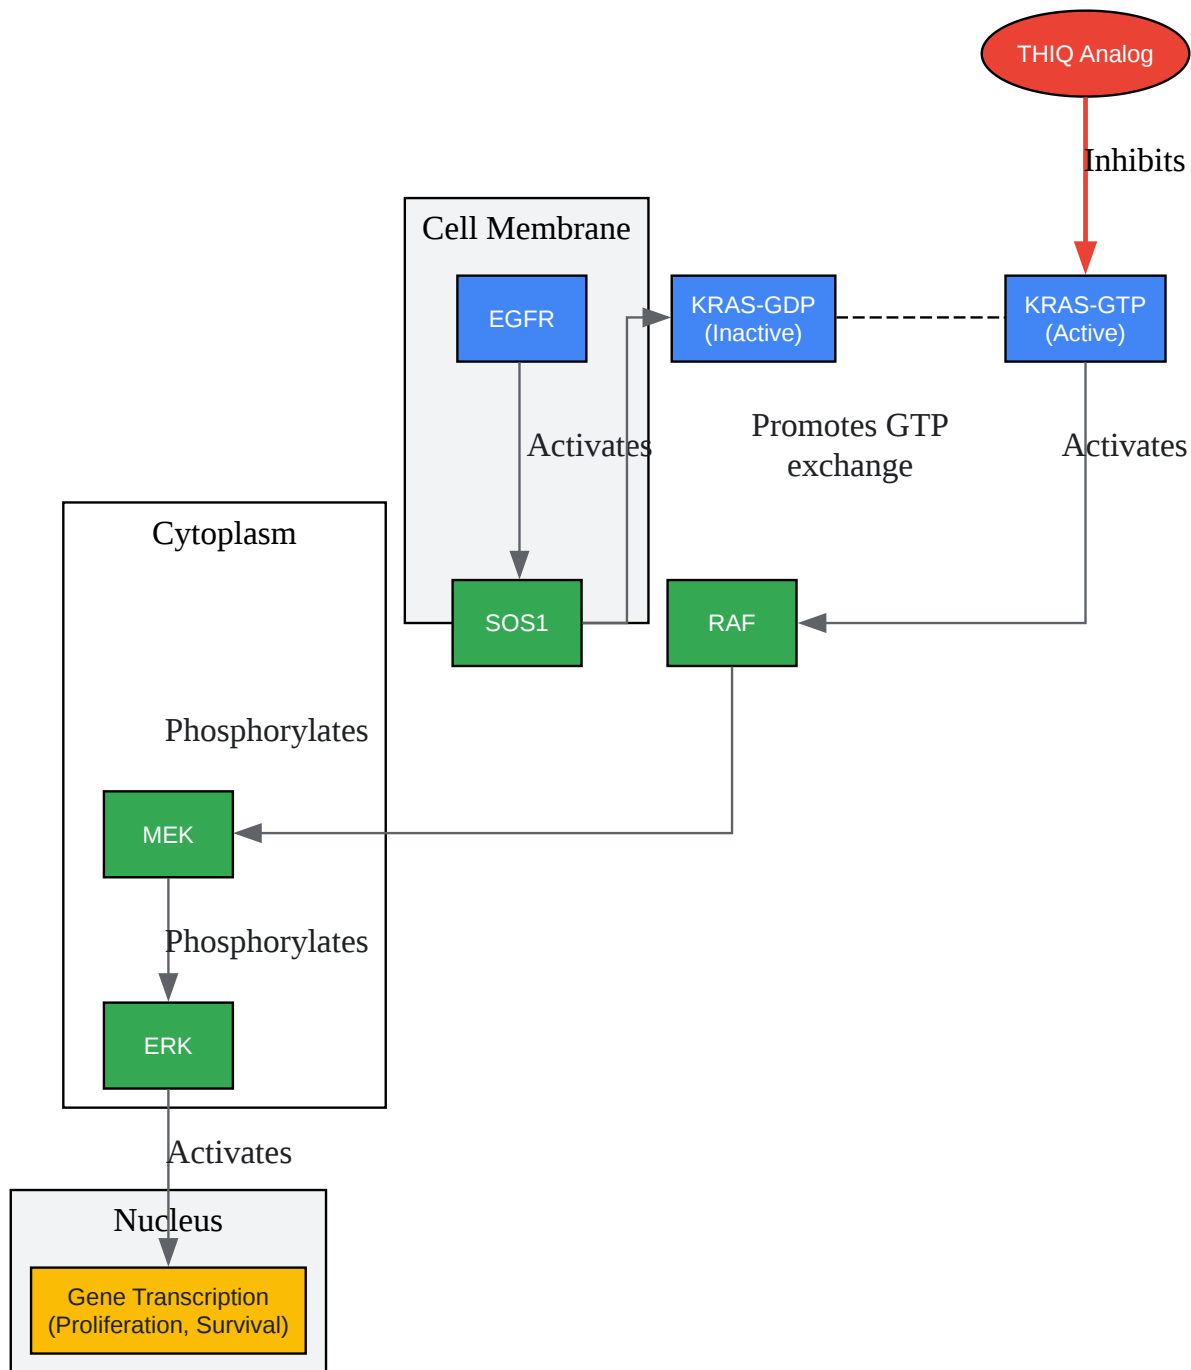 THIQ Analog
Inhibits
Cell Membrane
EGFR
KRAS-GDP
(Inactive)
KRAS-GTP
(Active)
Activates
Promotes GTP
exchange
Activates
Cytoplasm
SOS1
RAF
Phosphorylates
MEK
Phosphorylates
ERK
Activates
Nucleus
Gene Transcription
(Proliferation, Survival)